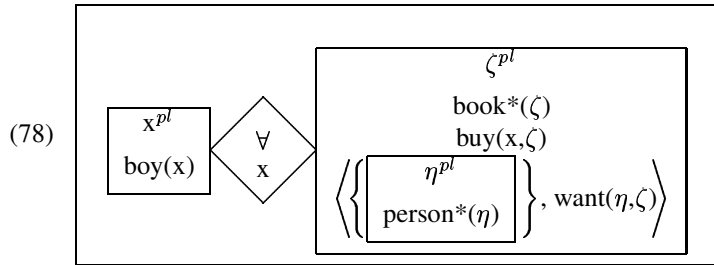 ζ^{pl}
book*(ζ)
(78) x^{pl} ∀ buy(x,ζ)
boy(x) x ⟨{ η^{pl} }, want(η,ζ)⟩
person*(η)